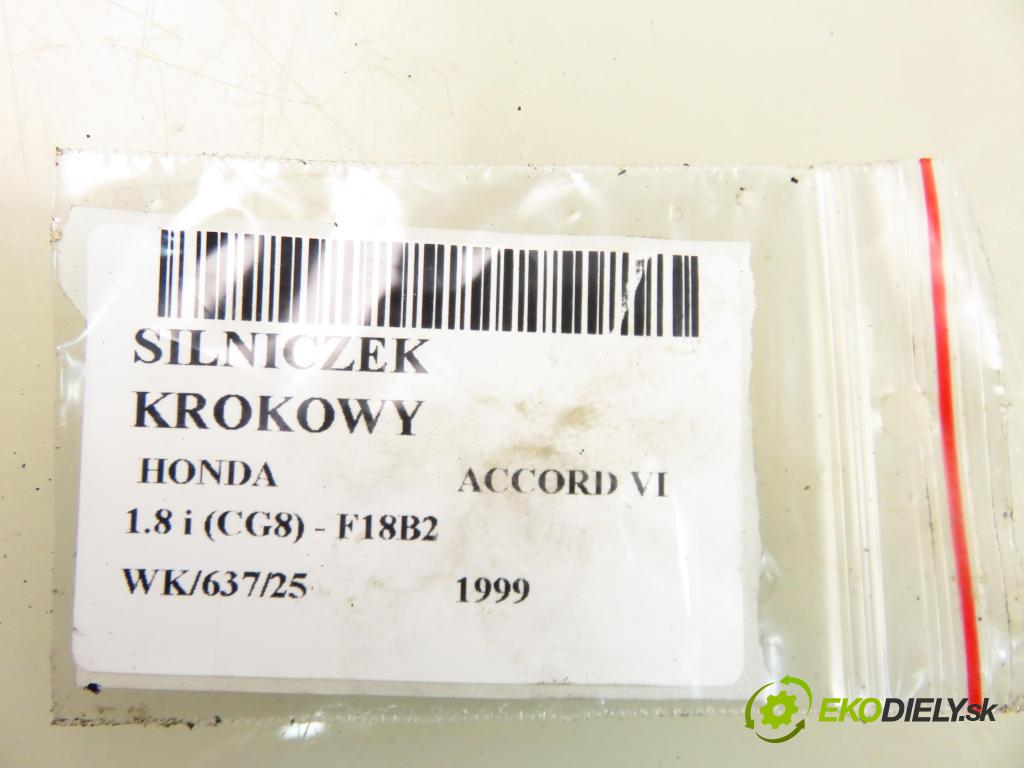 SILNICZEK
KROKOWY
HONDA ACCORD VI
1.8 i (CG8) - F18B2
WK/637/25 1999
EKODIELY.sk